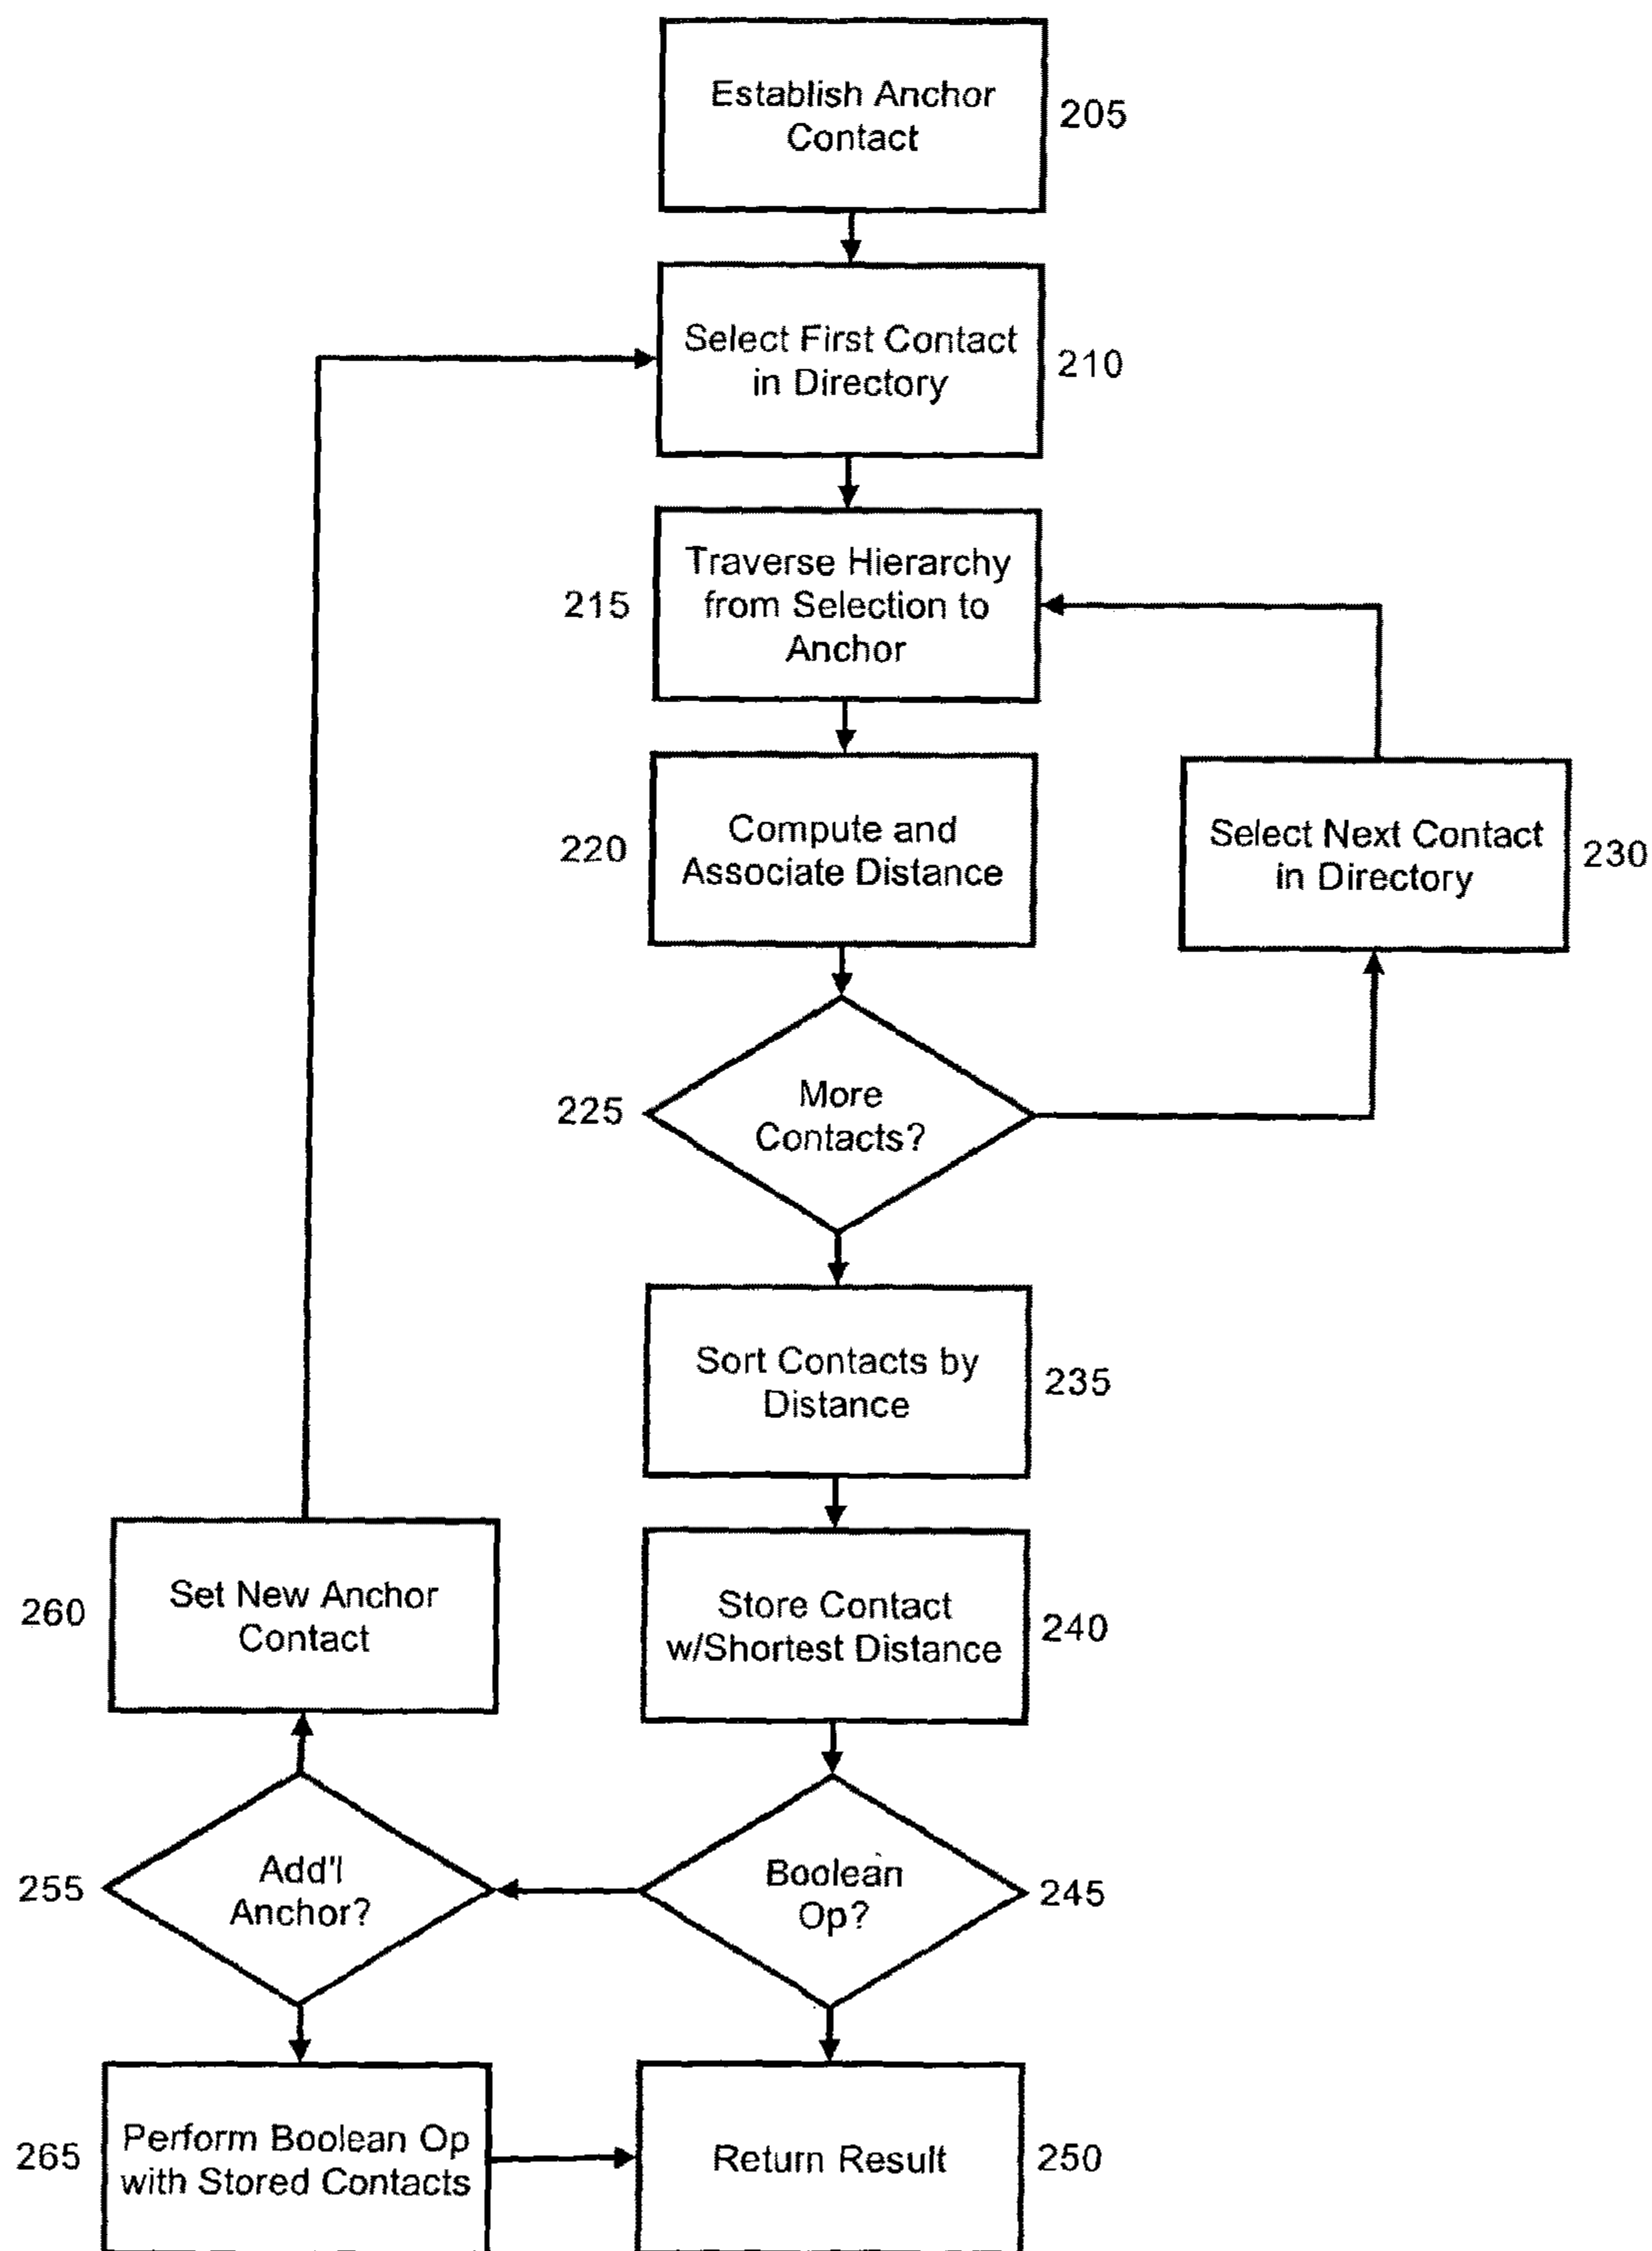 Establish Anchor
Contact
205
Select First Contact
in Directory
210
Traverse Hierarchy
from Selection to
Anchor
215
Compute and
Associate Distance
220
Select Next Contact
in Directory
230
More
Contacts?
225
Sort Contacts by
Distance
235
Store Contact
w/Shortest Distance
240
Set New Anchor
Contact
260
Add'l
Anchor?
255
Boolean
Op?
245
Perform Boolean Op
with Stored Contacts
265
Return Result
250